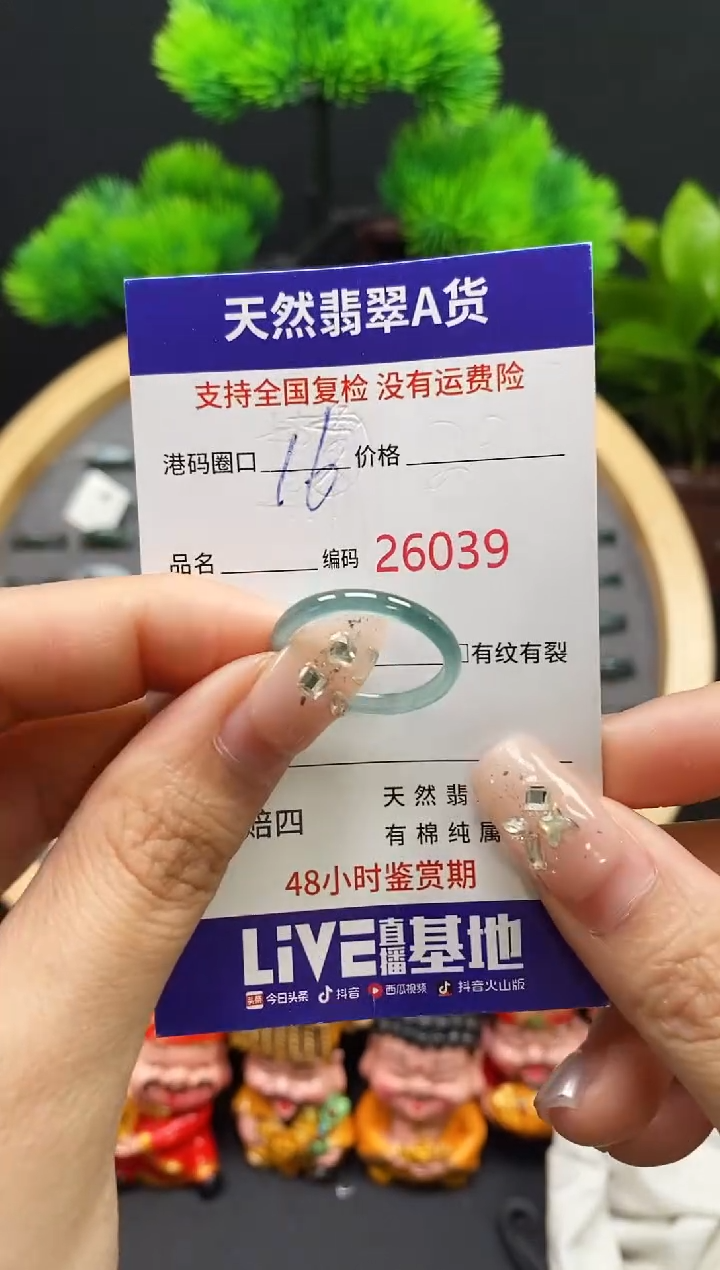 天然翡翠A货
支持全国复检 没有运费险
港码圈口 16 价格
品名 编码 26039
□有纹有裂
天然翡
赔四
有棉纯属
48小时鉴赏期
LiVE直播基地
头条 今日头条 抖音 西瓜视频 抖音火山版